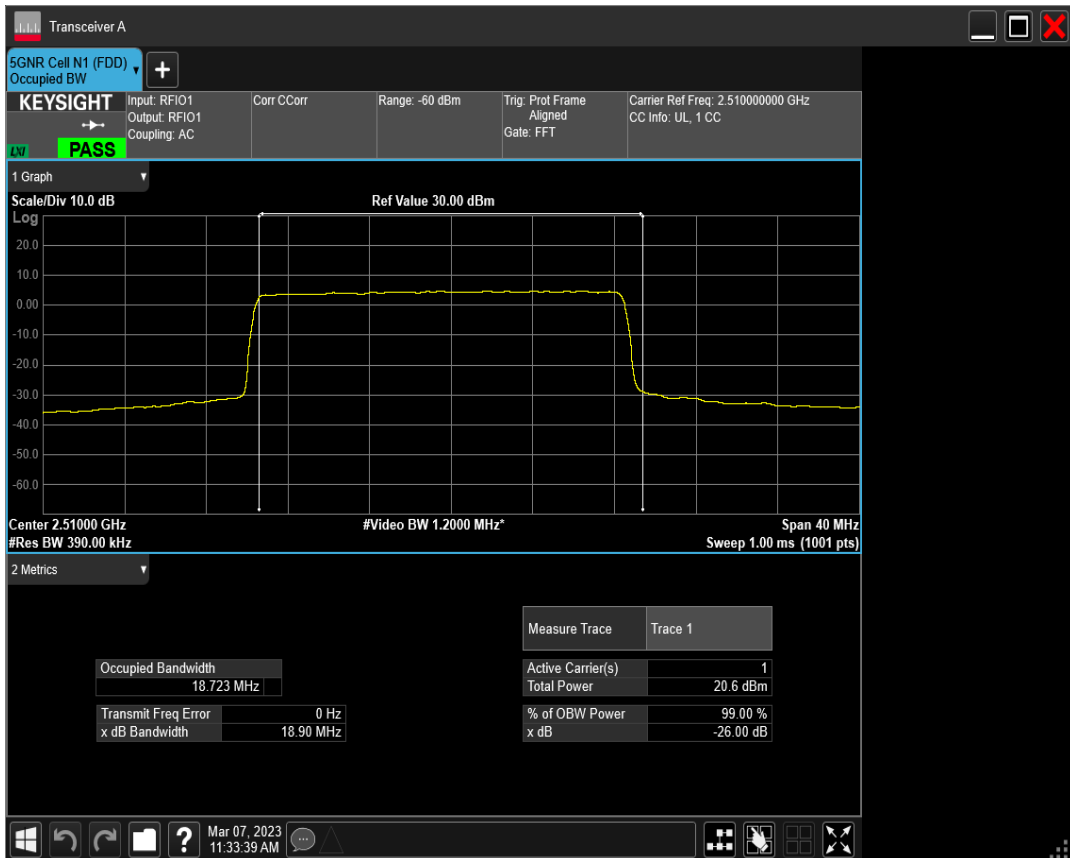 Transceiver A
5GNR Cell N1 (FDD)
Occupied BW
+
KEYSIGHT
LXI
PASS
Input: RFIO1
Output: RFIO1
Coupling: AC
Corr CCorr
Range: -60 dBm
Trig: Prot Frame
Aligned
Gate: FFT
Carrier Ref Freq: 2.510000000 GHz
CC Info: UL, 1 CC
1 Graph
Scale/Div 10.0 dB
Ref Value 30.00 dBm
Log
20.0
10.0
0.00
-10.0
-20.0
-30.0
-40.0
-50.0
-60.0
Center 2.51000 GHz
#Video BW 1.2000 MHz*
Span 40 MHz
#Res BW 390.00 kHz
Sweep 1.00 ms (1001 pts)
2 Metrics
Measure Trace Trace 1
Occupied Bandwidth
18.723 MHz
Active Carrier(s) 1
Total Power 20.6 dBm
Transmit Freq Error 0 Hz
x dB Bandwidth 18.90 MHz
% of OBW Power 99.00 %
x dB -26.00 dB
?
Mar 07, 2023
11:33:39 AM